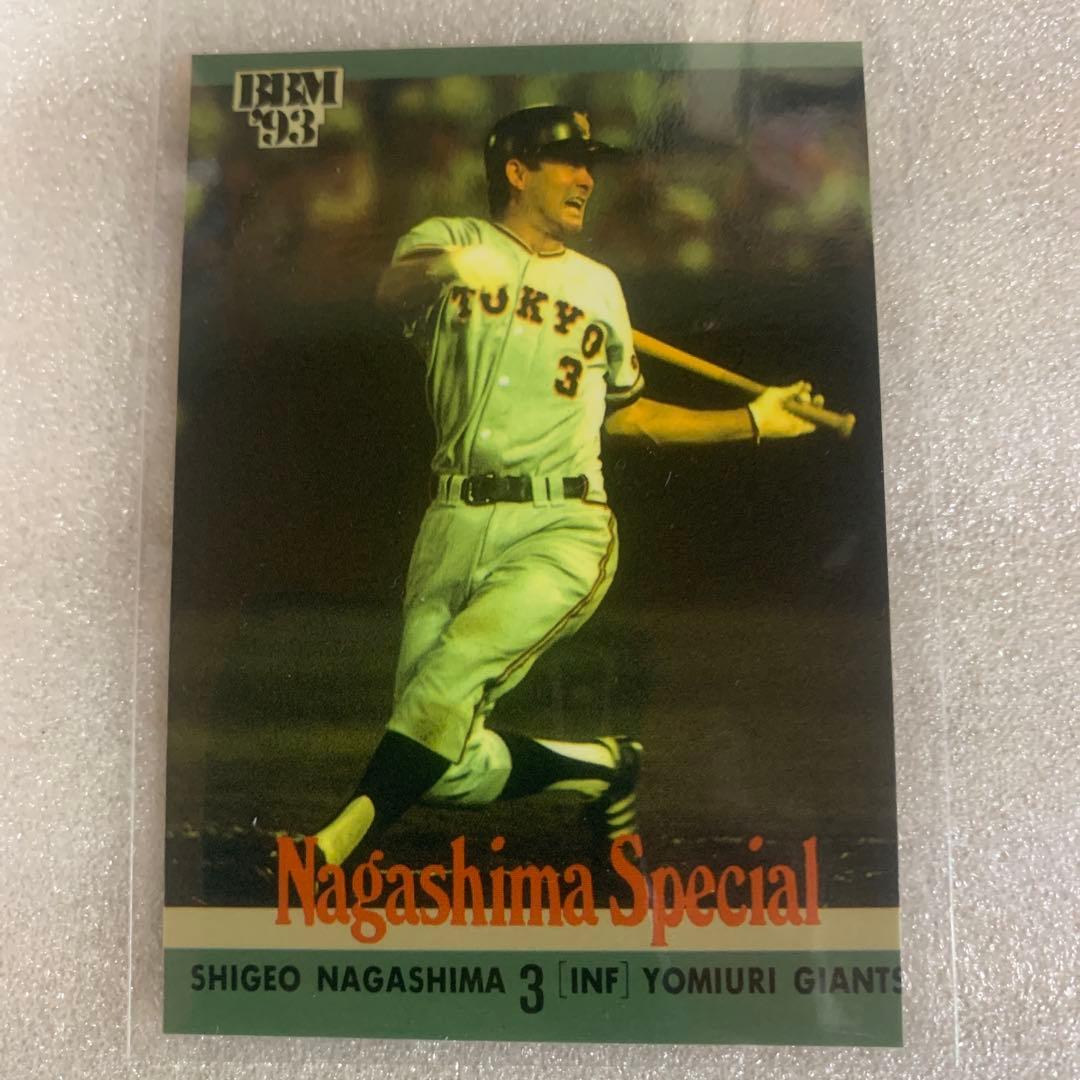 BBM
'93
TOKYO
3
Nagashima Special
SHIGEO NAGASHIMA 3 [INF] YOMIURI GIANTS